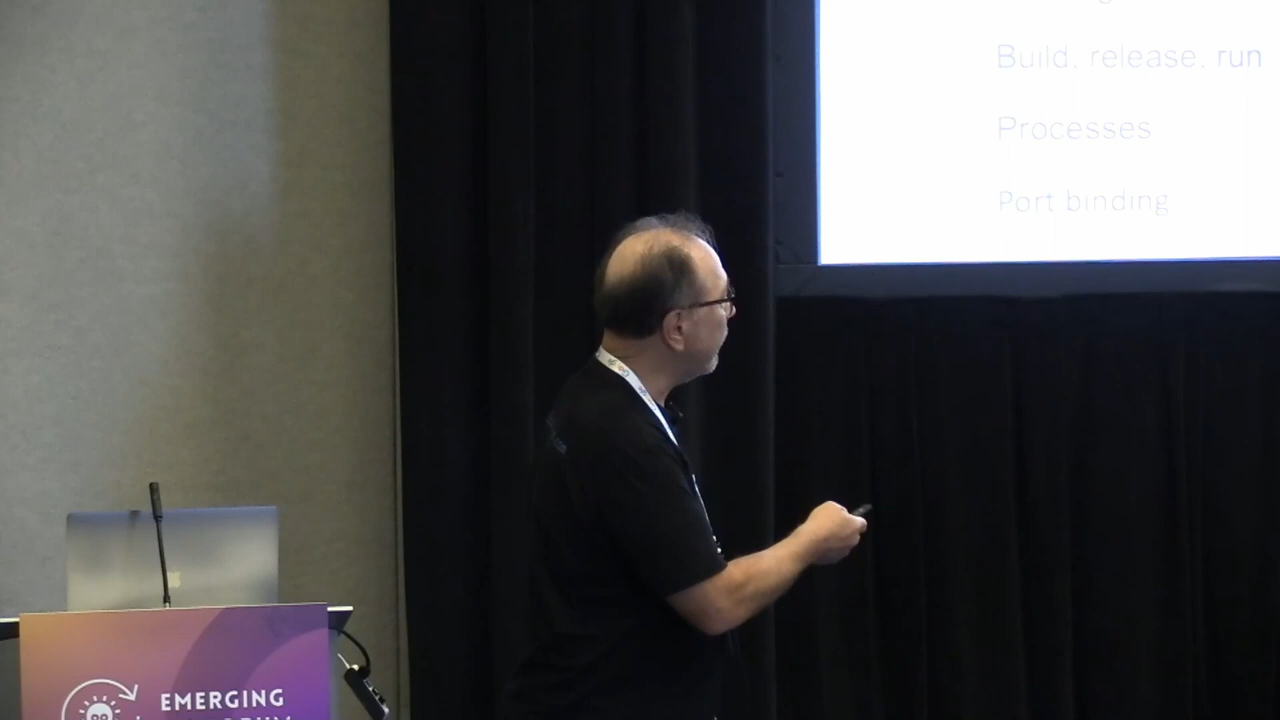 Build, release, run
Processes
Port binding
EMERGING